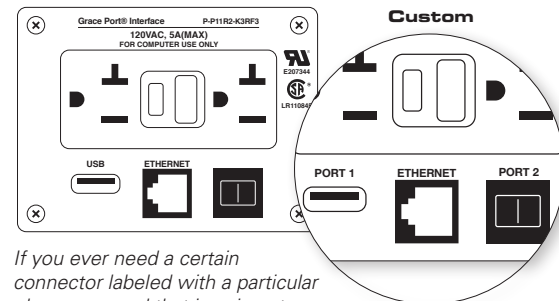 Grace Port® Interface P-P11R2-K3RF3
120VAC, 5A(MAX)
FOR COMPUTER USE ONLY
E207344
LR110845
USB ETHERNET
Custom
PORT 1 ETHERNET PORT 2
If you ever need a certain
connector labeled with a particular